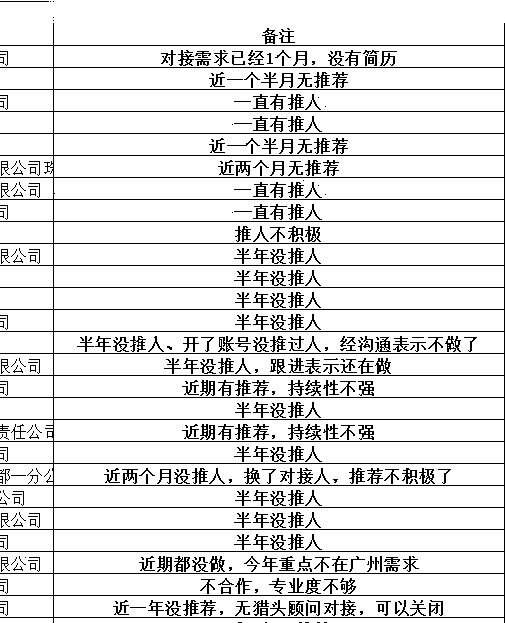 备注
司 对接需求已经1个月，没有简历
近一个半月无推荐
司 一直有推人
一直有推人
近一个半月无推荐
限公司珠 近两个月无推荐
限公司 一直有推人
司 一直有推人
推人不积极
限公司 半年没推人
半年没推人
半年没推人
司 半年没推人
半年没推人、开了账号没推过人，经沟通表示不做了
限公司 半年没推人，跟进表示还在做
司 近期有推荐，持续性不强
半年没推人
责任公司 近期有推荐，持续性不强
司 半年没推人
都一分公 近两个月没推人，换了对接人，推荐不积极了
公司 半年没推人
限公司 半年没推人
司 半年没推人
限公司 近期都没做，今年重点不在广州需求
司 不合作，专业度不够
司 近一年没推荐，无猎头顾问对接，可以关闭